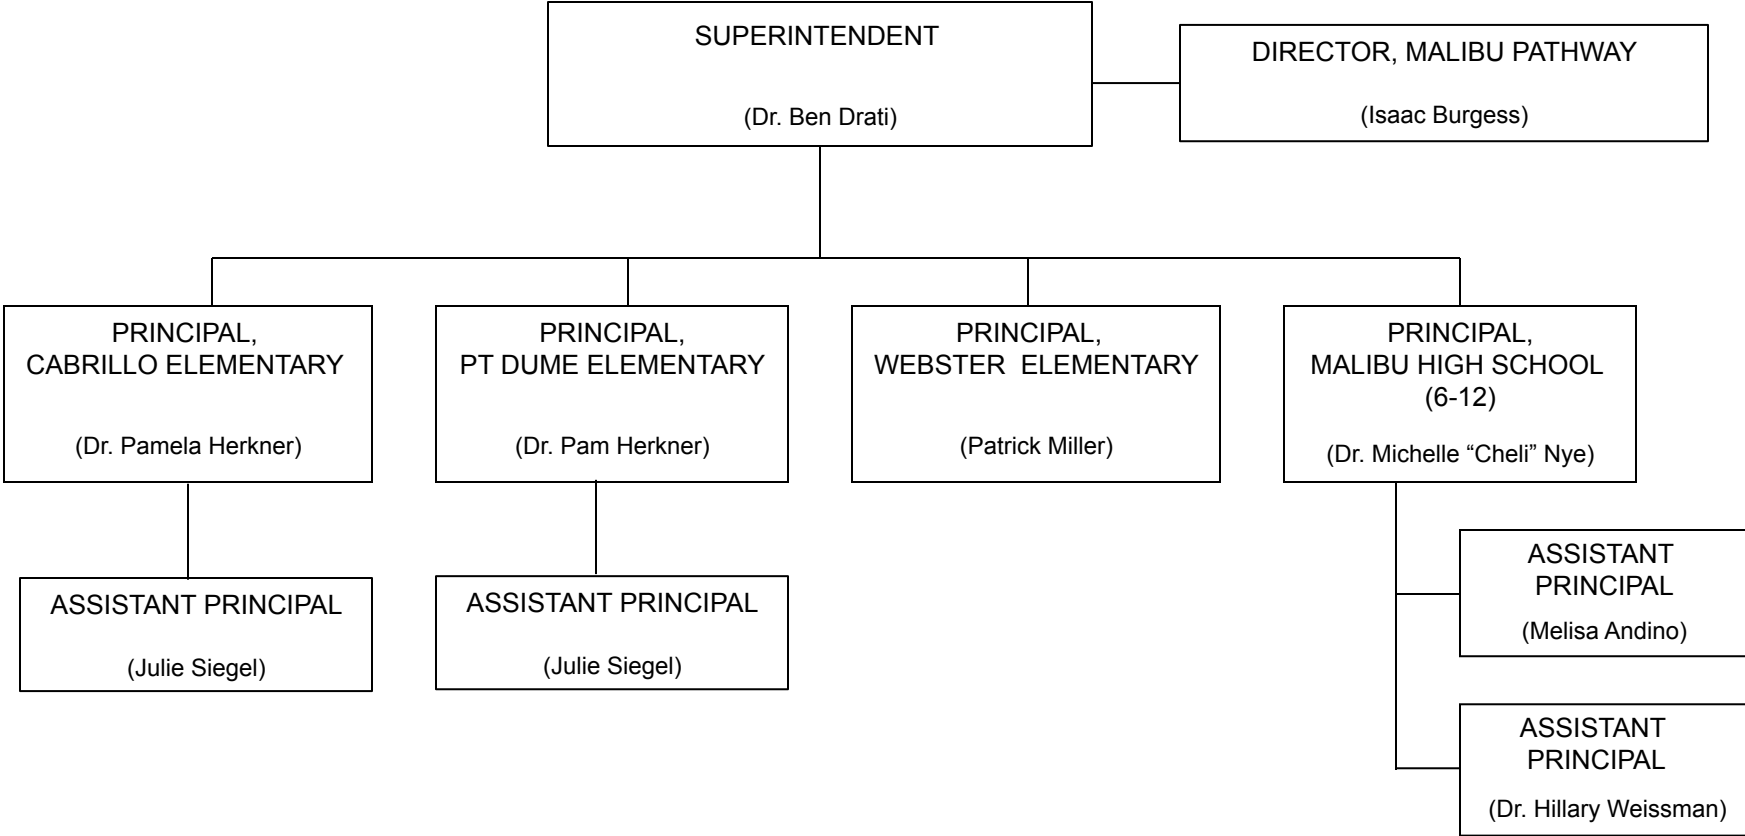 SUPERINTENDENT
(Dr. Ben Drati)
DIRECTOR, MALIBU PATHWAY
(Isaac Burgess)
PRINCIPAL,
CABRILLO ELEMENTARY
(Dr. Pamela Herkner)
PRINCIPAL,
PT DUME ELEMENTARY
(Dr. Pam Herkner)
PRINCIPAL,
WEBSTER  ELEMENTARY
(Patrick Miller)
PRINCIPAL,
MALIBU HIGH SCHOOL
(6-12)
(Dr. Michelle “Cheli” Nye)
ASSISTANT PRINCIPAL
(Julie Siegel)
ASSISTANT PRINCIPAL
(Julie Siegel)
ASSISTANT
PRINCIPAL
(Melisa Andino)
ASSISTANT
PRINCIPAL
(Dr. Hillary Weissman)